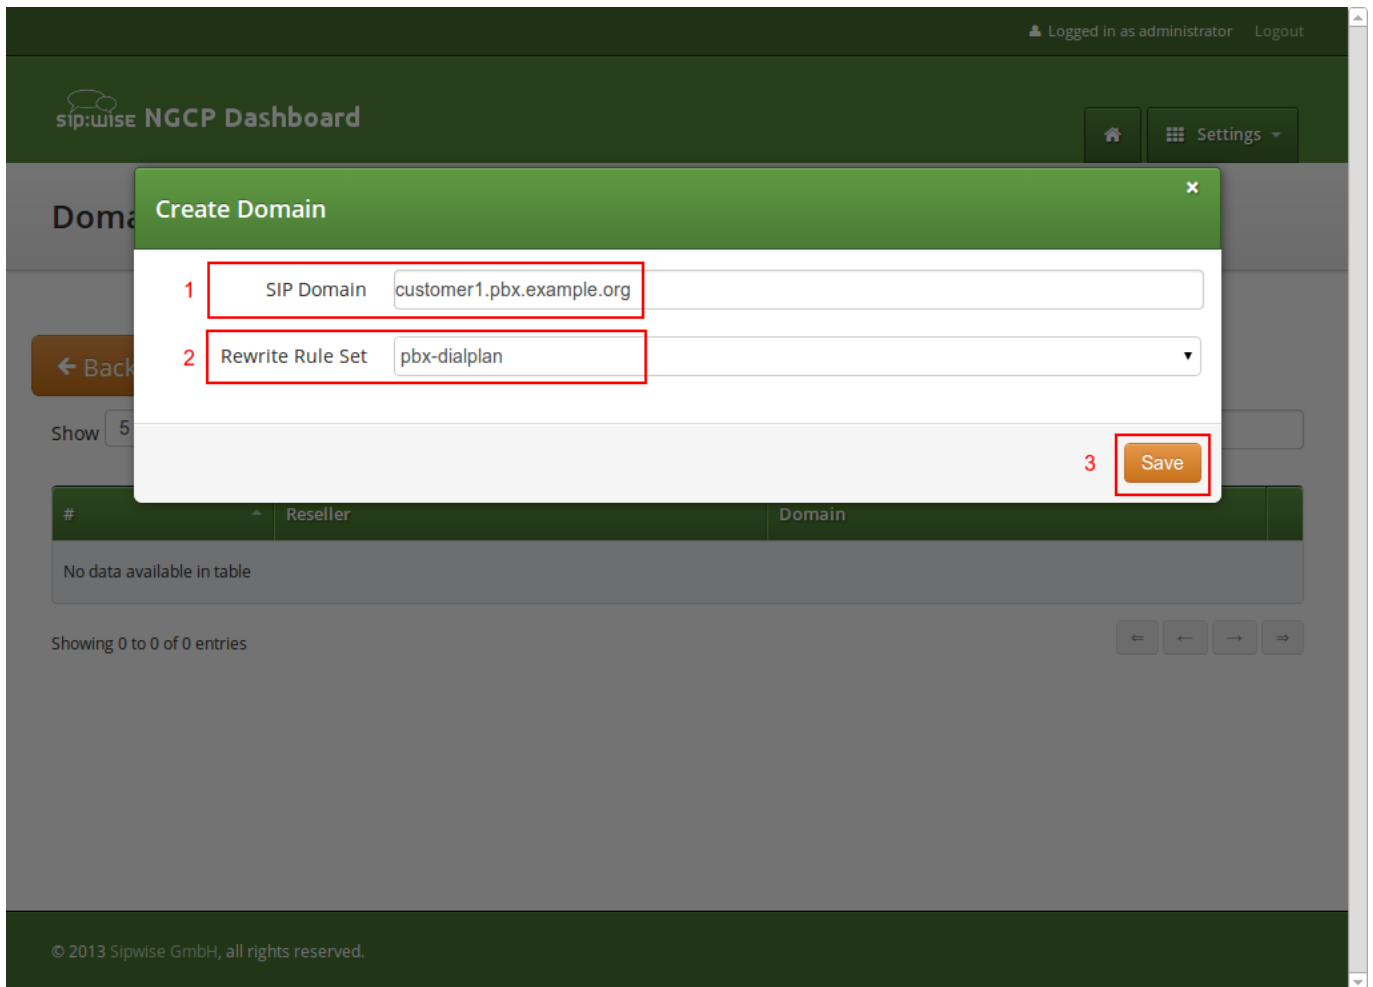 Logged in as administrator Logout
sip:wise NGCP Dashboard
Settings
Doma
Create Domain
×
1 SIP Domain customer1.pbx.example.org
2 Rewrite Rule Set pbx-dialplan
← Back
Show 5
3 Save
# Reseller Domain
No data available in table
Showing 0 to 0 of 0 entries
⇐ ← → ⇒
© 2013 Sipwise GmbH, all rights reserved.